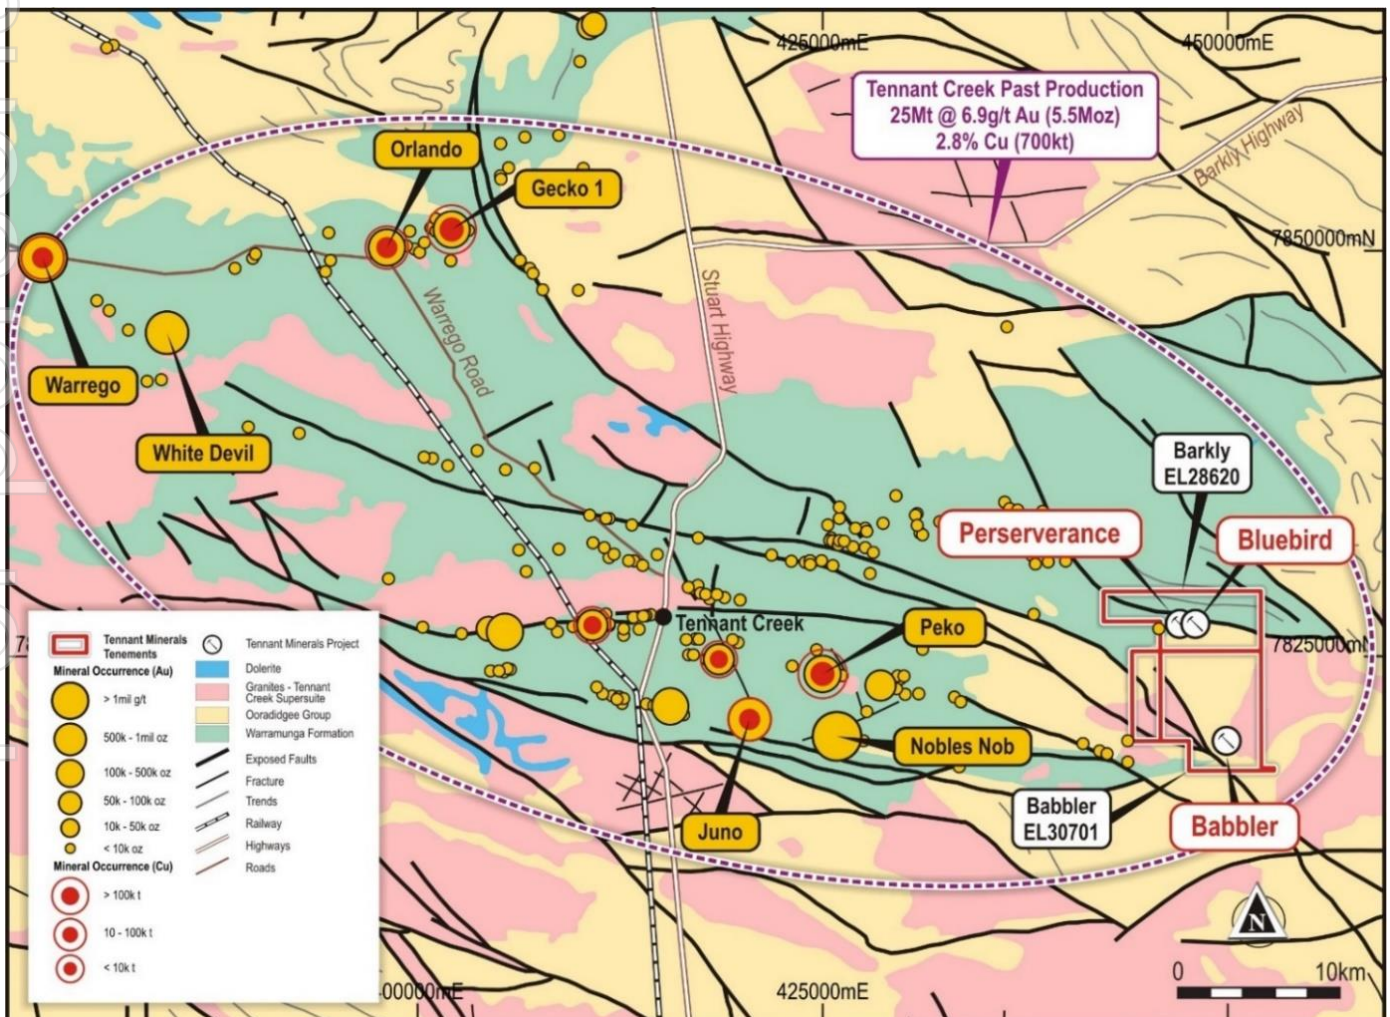 425000mE
450000mE
Tennant Creek Past Production
25Mt @ 6.9g/t Au (5.5Moz)
2.8% Cu (700kt)
Barkly Highway
Orlando
Gecko 1
7850000mN
Stuart Highway
Warrego Road
Warrego
White Devil
Barkly
EL28620
Perserverance
Bluebird
Tennant Creek
Peko
7825000mN
Nobles Nob
Juno
Babbler
EL30701
Babbler
Tennant Minerals
Tenements
Mineral Occurrence (Au)
> 1mil g/t
500k - 1mil oz
100k - 500k oz
50k - 100k oz
10k - 50k oz
< 10k oz
Mineral Occurrence (Cu)
> 100k t
10 - 100k t
< 10k t
Tennant Minerals Project
Dolerite
Granites - Tennant
Creek Supersuite
Ooradidgee Group
Warramunga Formation
Exposed Faults
Fracture
Trends
Railway
Highways
Roads
N
0 10km
00000mE
425000mE